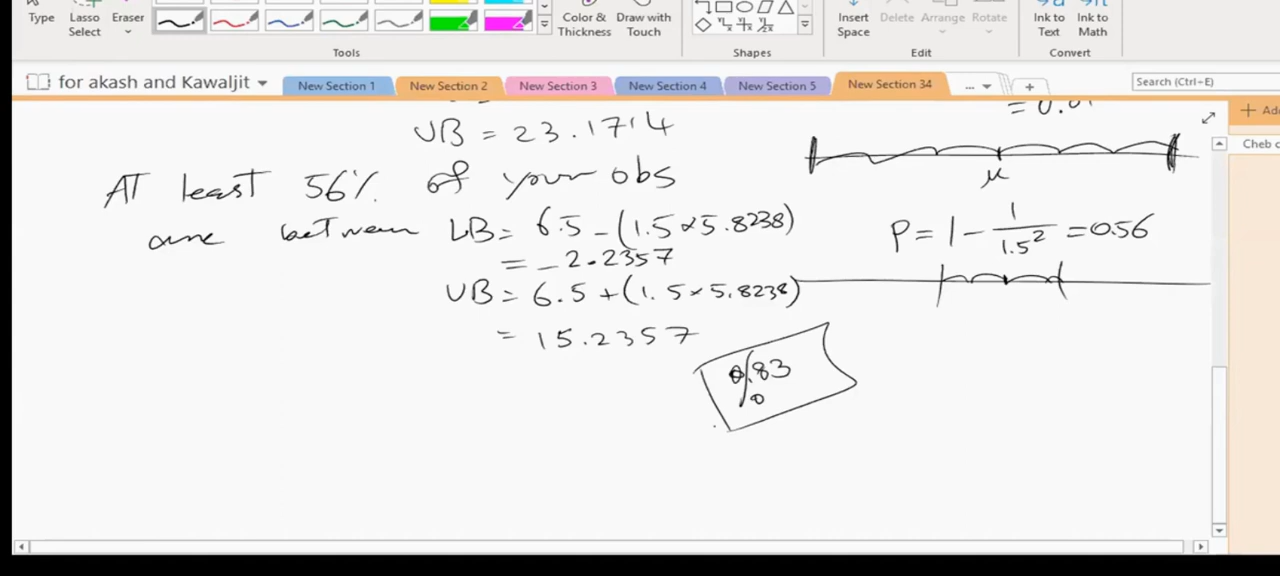 Type Lasso Select Eraser Color & Thickness Draw with Touch Insert Space Delete Arrange Rotate Ink to Text Ink to Math
Tools Shapes Edit Convert
for akash and Kawaljit New Section 1 New Section 2 New Section 3 New Section 4 New Section 5 New Section 34 ... + Search (Ctrl+E)
+ Ad
Cheb c
UB = 23.1714
μ
At least 56% of your obs
are between LB = 6.5 - (1.5 × 5.8238)
= -2.2357
P = 1 - 1/1.5² = 0.56
UB = 6.5 + (1.5 × 5.8238)
= 15.2357